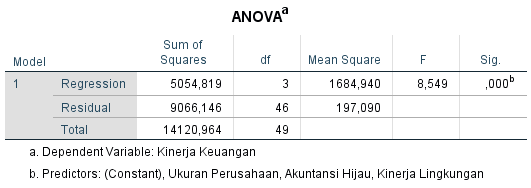 ANOVAa
Model Sum of Squares df Mean Square F Sig.
1 Regression 5054,819 3 1684,940 8,549 ,000b
Residual 9066,146 46 197,090
Total 14120,964 49
a. Dependent Variable: Kinerja Keuangan
b. Predictors: (Constant), Ukuran Perusahaan, Akuntansi Hijau, Kinerja Lingkungan